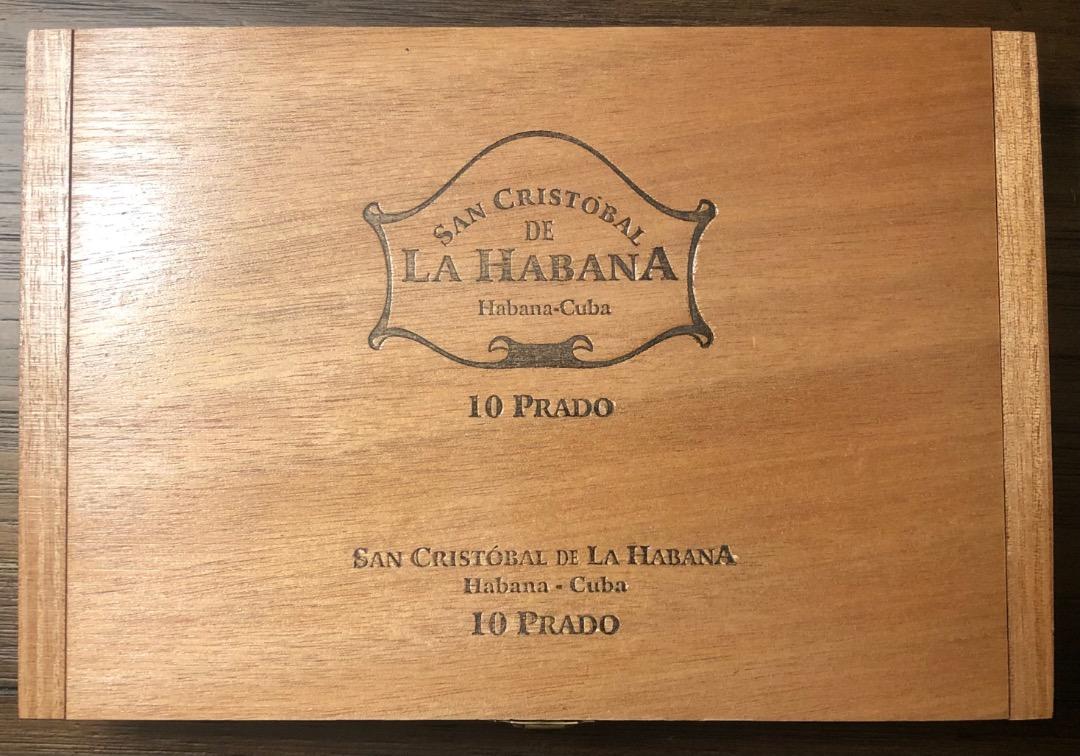 SAN CRISTÓBAL
DE
LA HABANA
Habana-Cuba
10 PRADO
SAN CRISTÓBAL DE LA HABANA
Habana - Cuba
10 PRADO